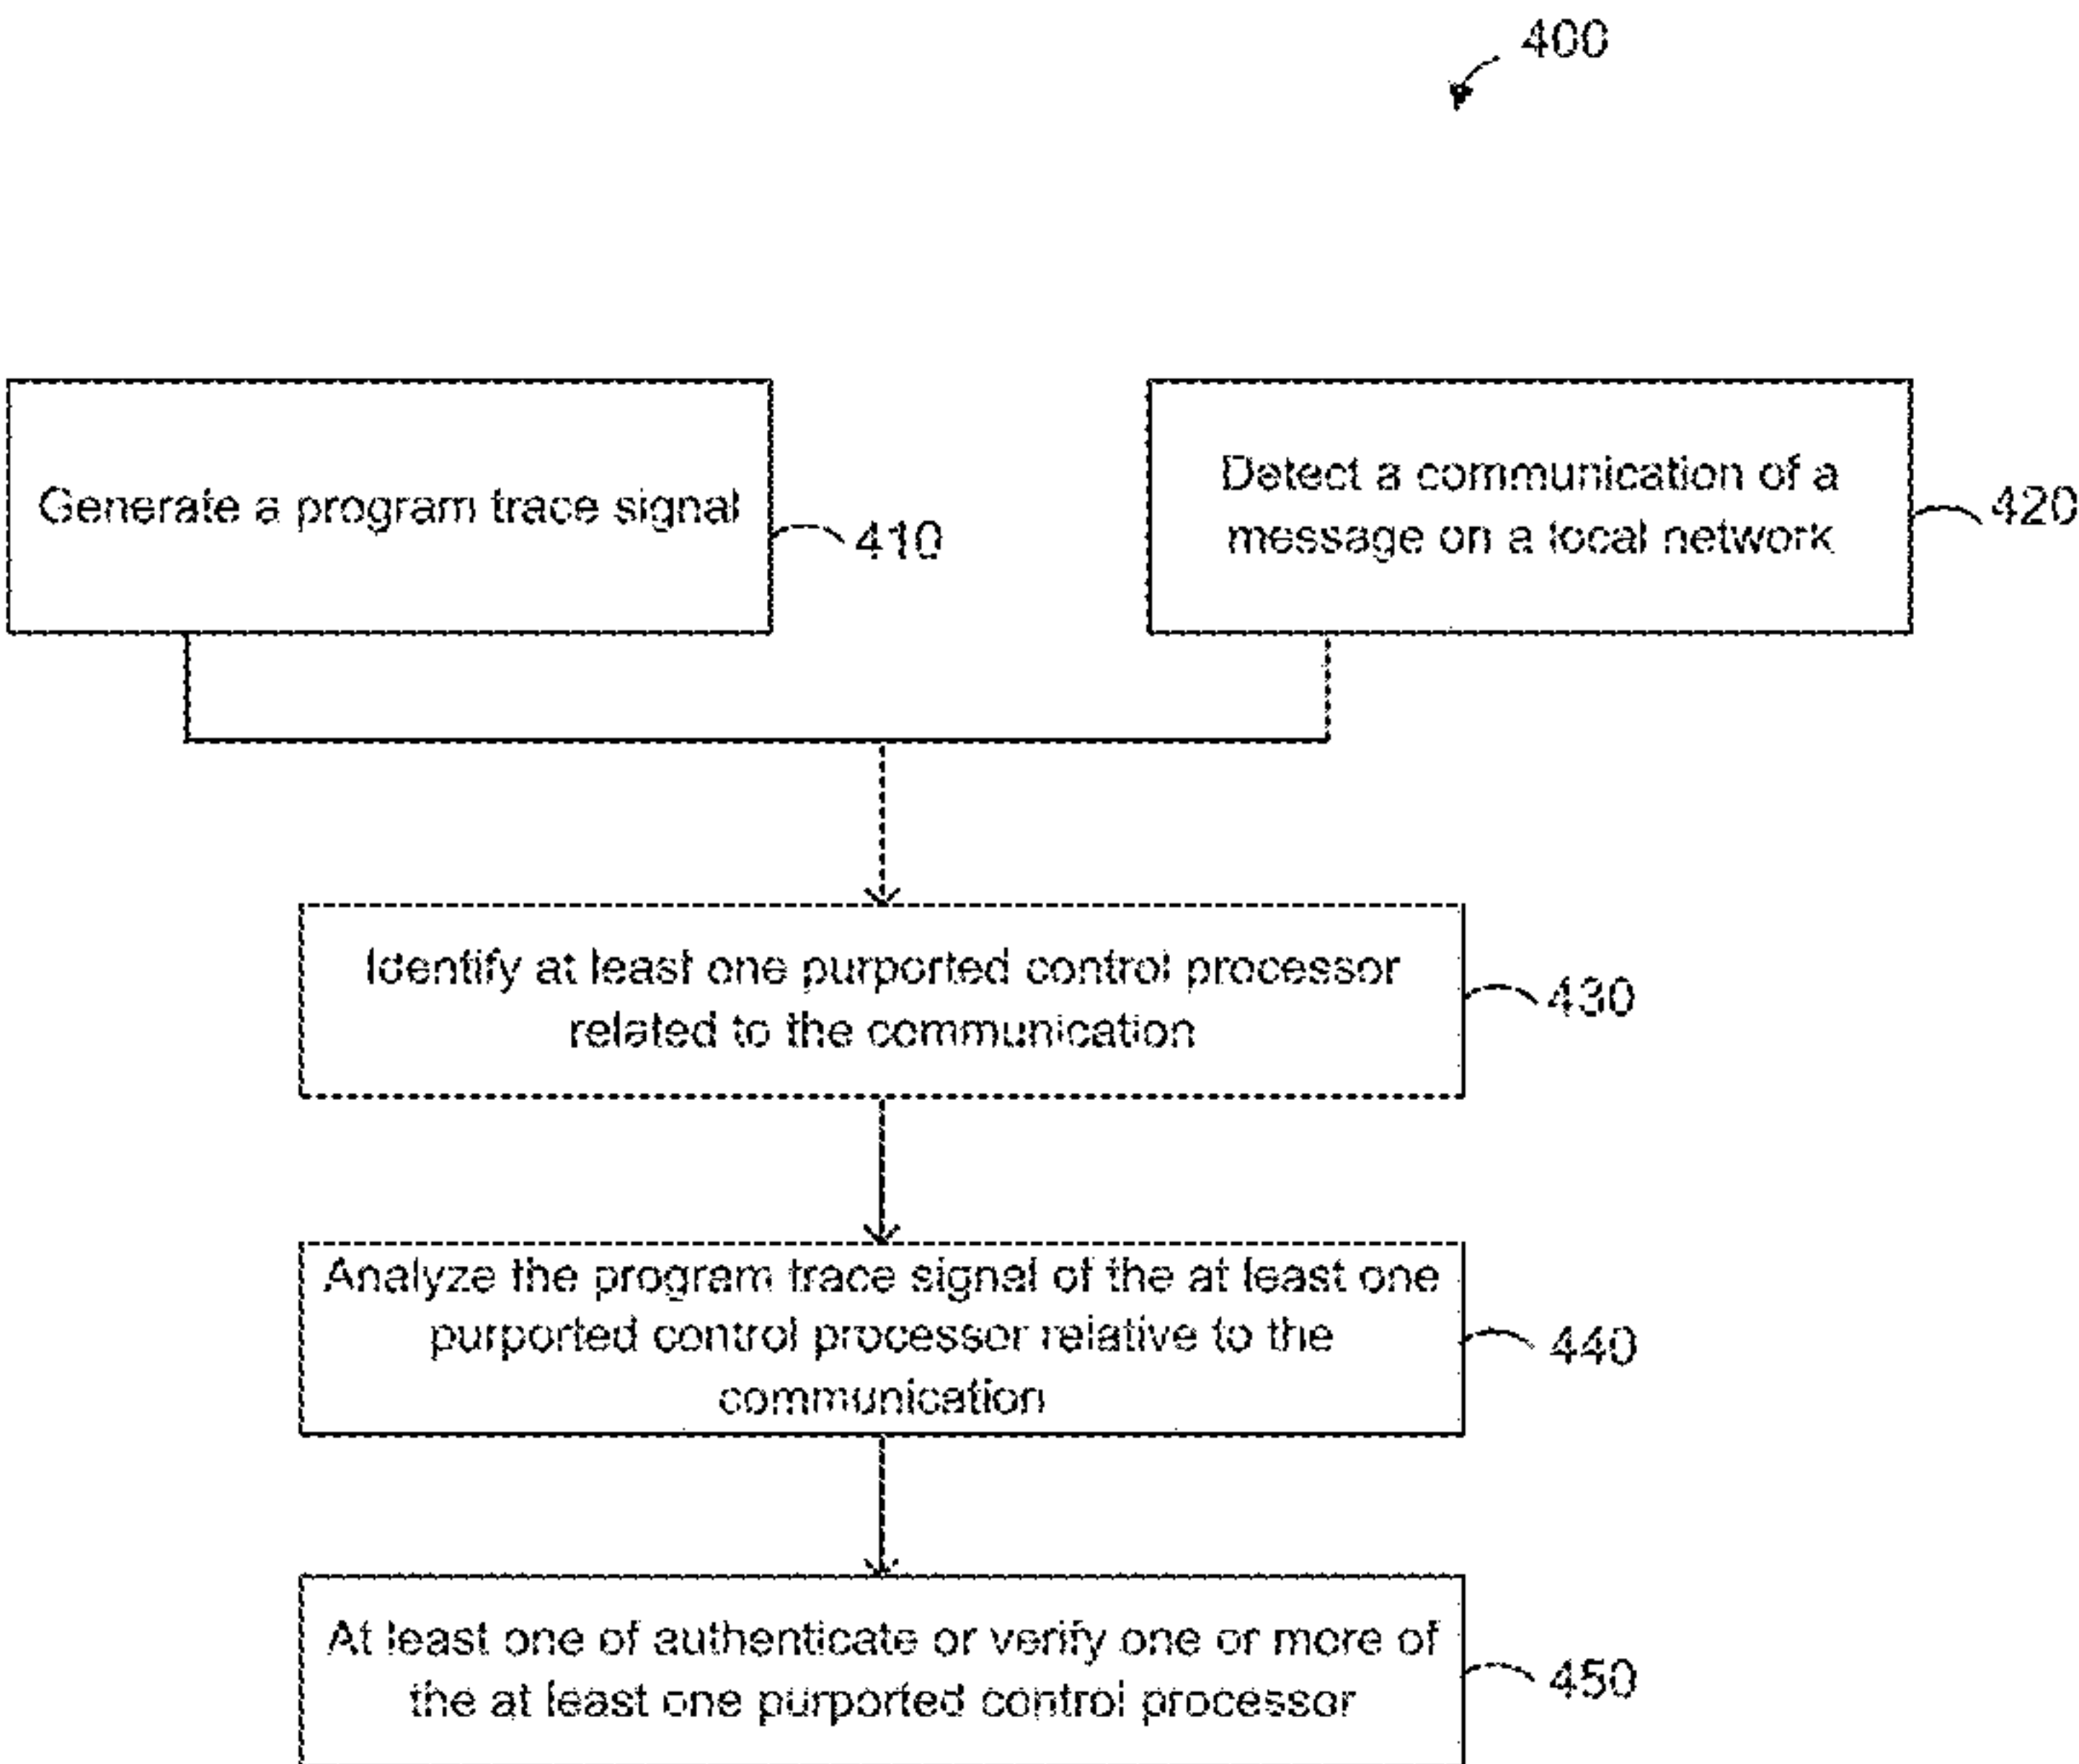 400
Generate a program trace signal
410
Detect a communication of a
message on a local network
420
Identify at least one purported control processor
related to the communication
430
Analyze the program trace signal of the at least one
purported control processor relative to the
communication
440
At least one of authenticate or verify one or more of
the at least one purported control processor
450